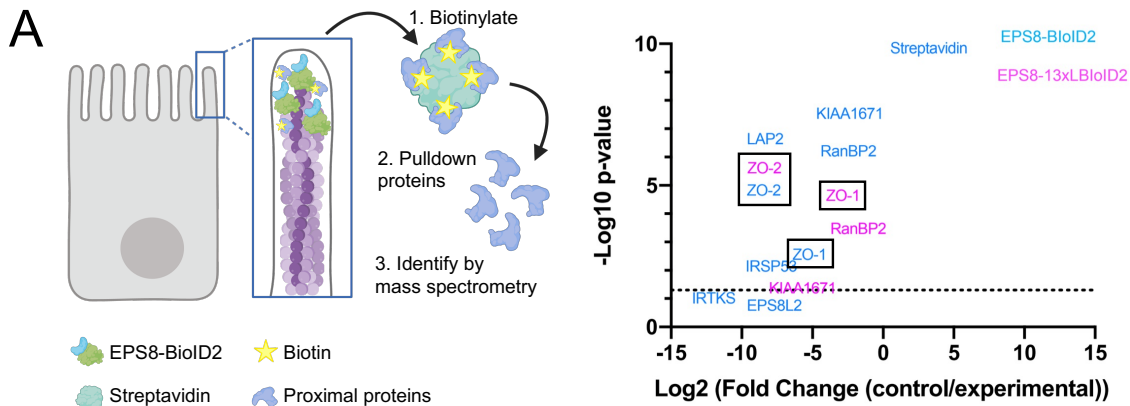 A
1. Biotinylate
2. Pulldown
proteins
3. Identify by
mass spectrometry
EPS8-BioID2
Biotin
Streptavidin
Proximal proteins
-Log10 p-value
10
5
0
Streptavidin
EPS8-BIoID2
EPS8-13xLBIoID2
KIAA1671
LAP2
RanBP2
ZO-2
ZO-2
ZO-1
RanBP2
ZO-1
IRSP53
KIAA1671
IRTKS
EPS8L2
-15 -10 -5 0 5 10 15
Log2 (Fold Change (control/experimental))